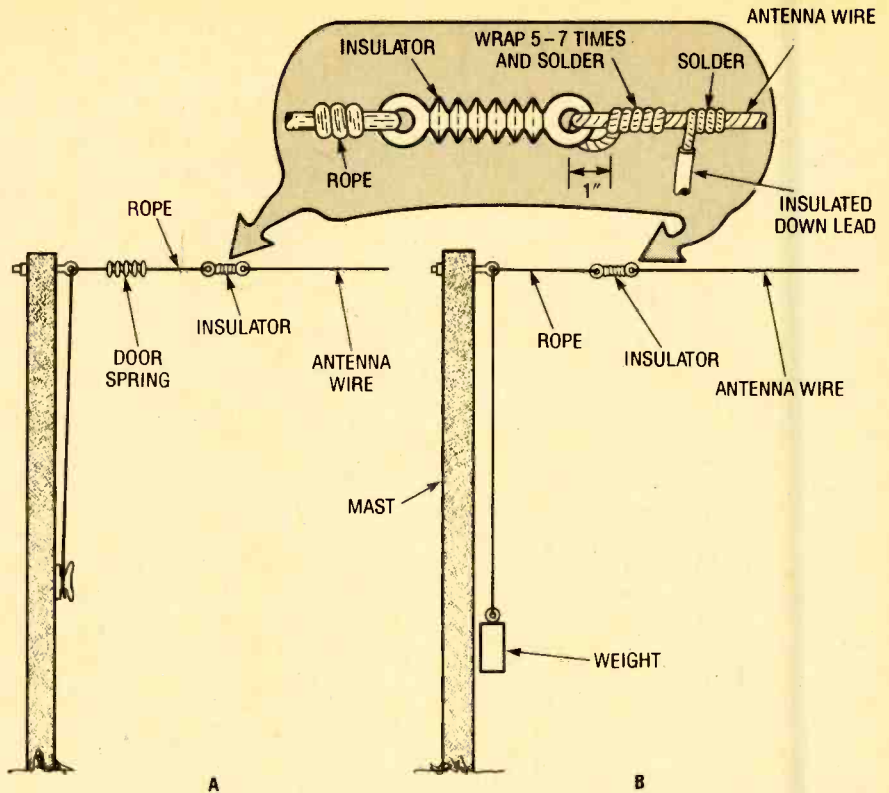 ANTENNA WIRE
INSULATOR
WRAP 5–7 TIMES
AND SOLDER
SOLDER
ROPE
1"
INSULATED
DOWN LEAD
ROPE
INSULATOR
DOOR
SPRING
ANTENNA
WIRE
ROPE
INSULATOR
ANTENNA WIRE
MAST
WEIGHT
A
B